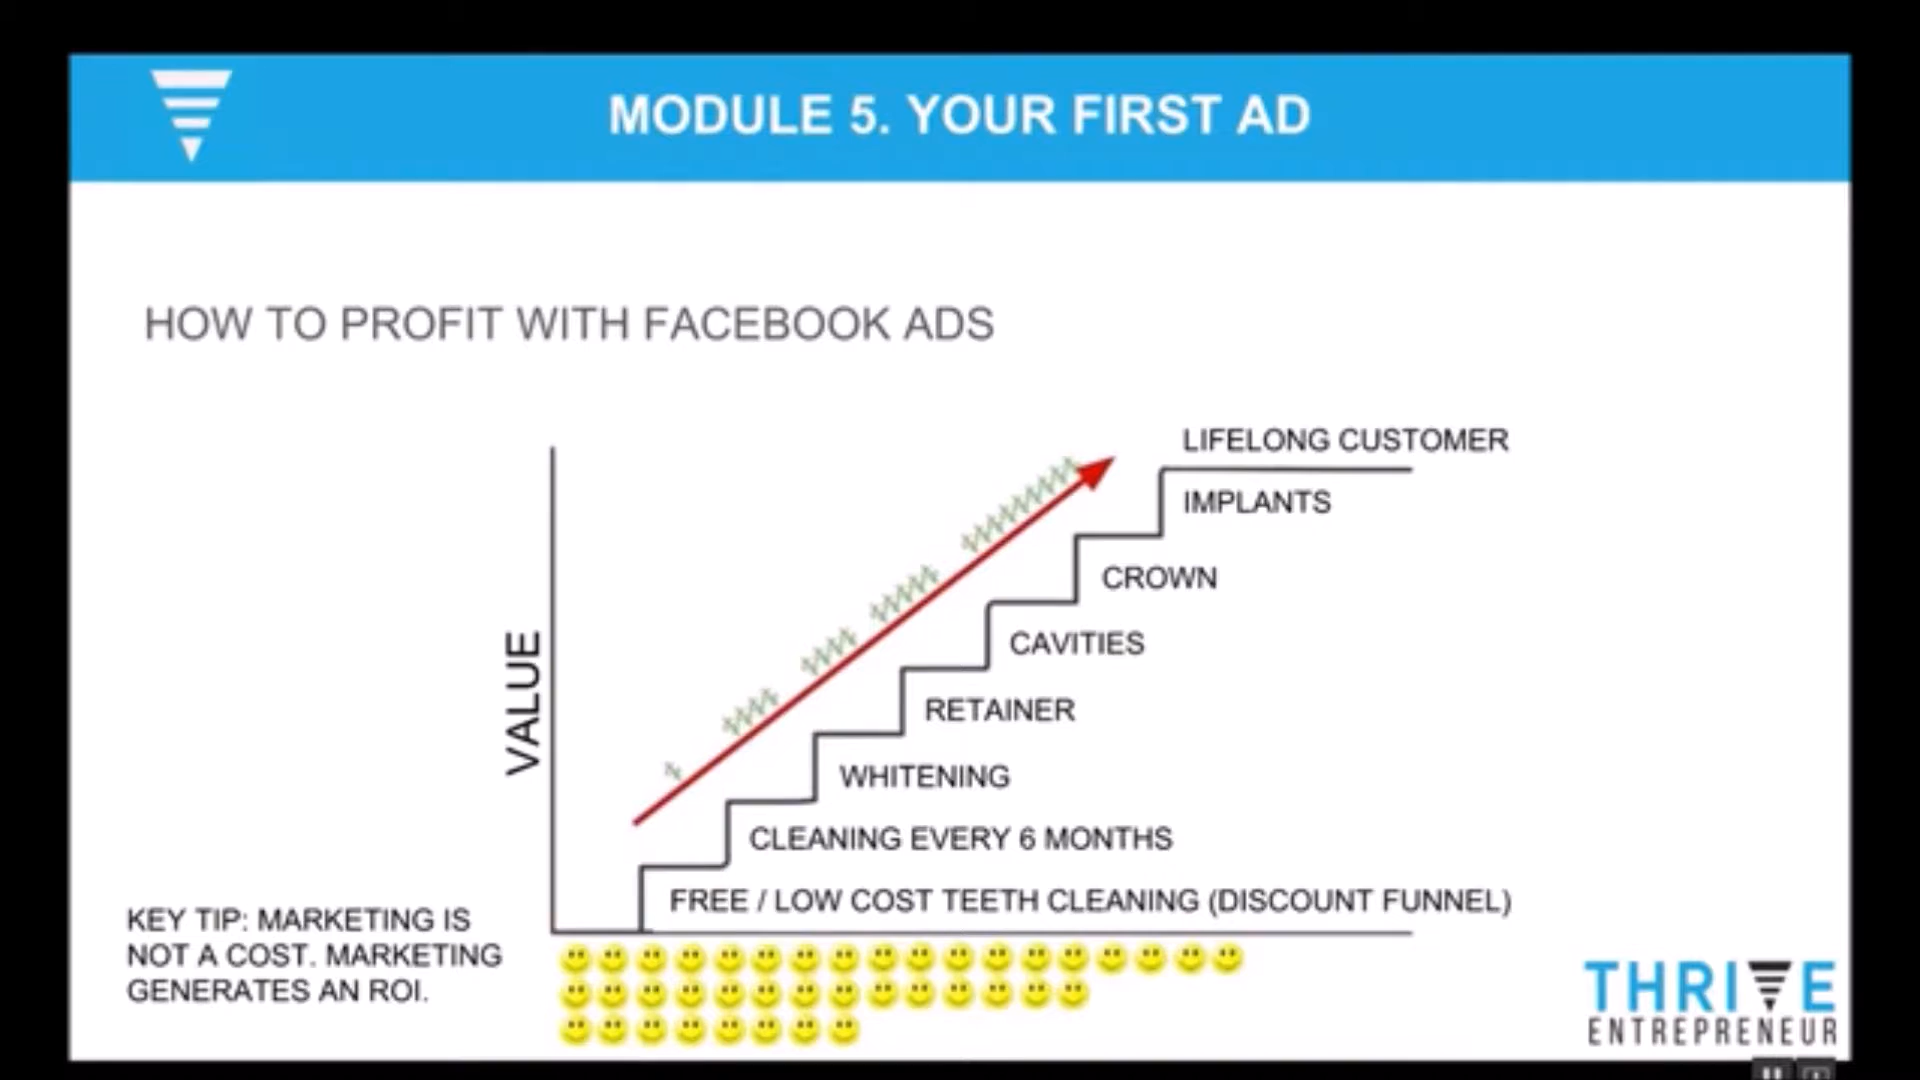 MODULE 5. YOUR FIRST AD
HOW TO PROFIT WITH FACEBOOK ADS
LIFELONG CUSTOMER
IMPLANTS
CROWN
CAVITIES
RETAINER
WHITENING
CLEANING EVERY 6 MONTHS
FREE / LOW COST TEETH CLEANING (DISCOUNT FUNNEL)
VALUE
KEY TIP: MARKETING IS
NOT A COST. MARKETING
GENERATES AN ROI.
THRIVE
ENTREPRENEUR